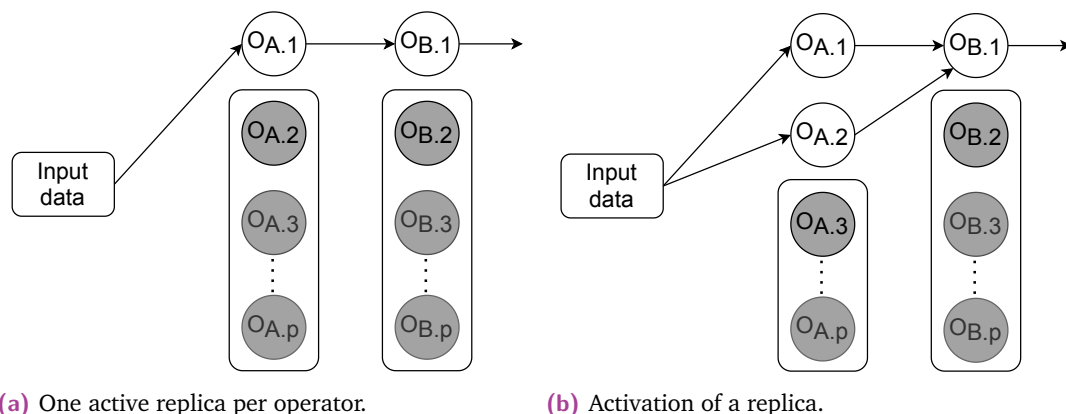 OA.1
OB.1
OA.2
OB.2
Input
data
OA.3
OB.3
OA.p
OB.p
(a) One active replica per operator.
OA.1
OB.1
OA.2
OB.2
Input
data
OA.3
OB.3
OA.p
OB.p
(b) Activation of a replica.